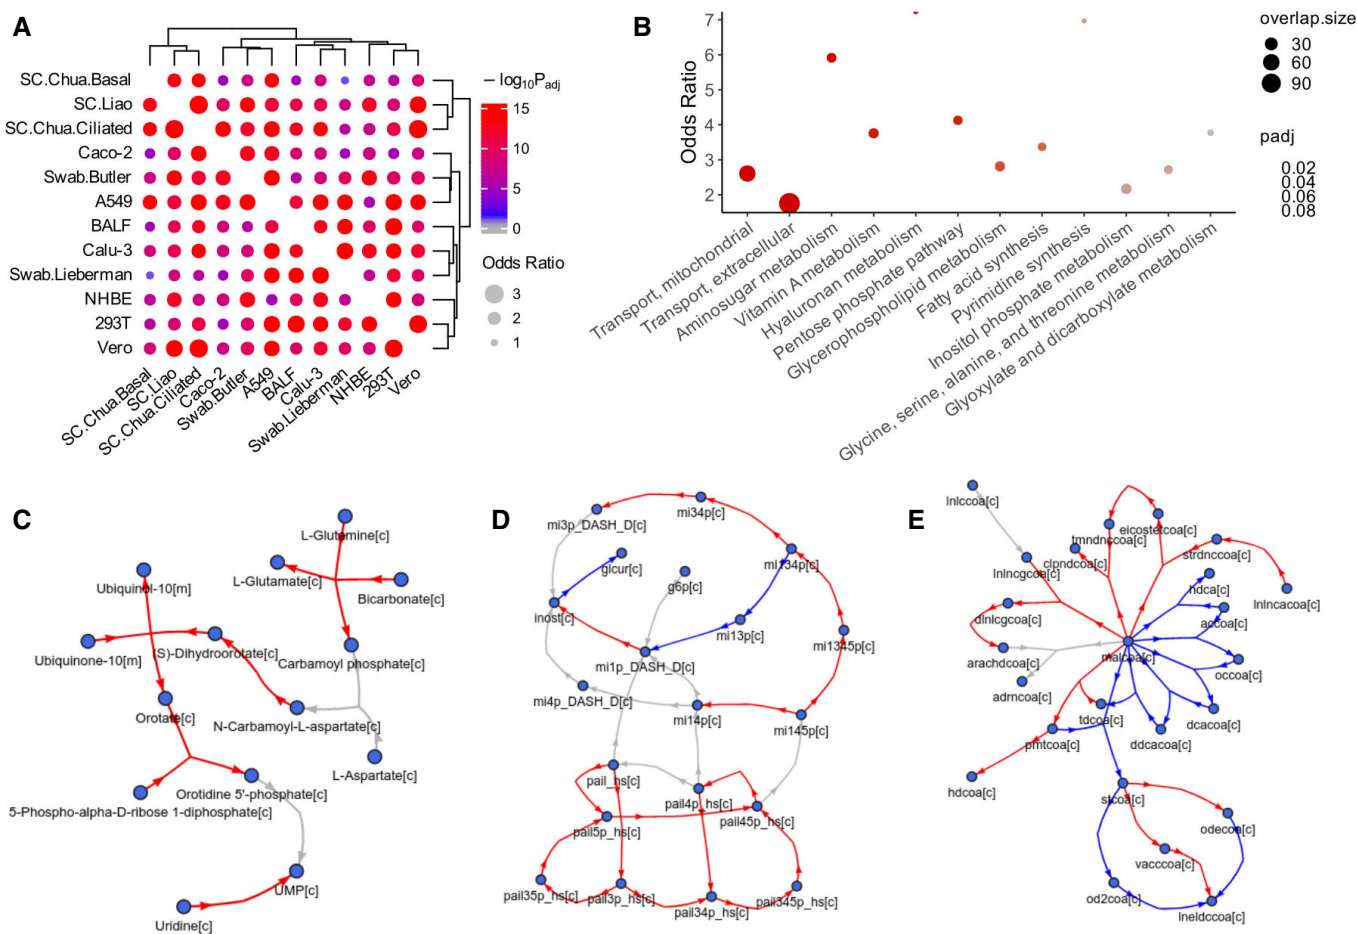 A
SC.Chua.Basal
SC.Liao
SC.Chua.Ciliated
Caco-2
Swab.Butler
A549
BALF
Calu-3
Swab.Lieberman
NHBE
293T
Vero
SC.Chua.Basal
SC.Liao
SC.Chua.Ciliated
Caco-2
Swab.Butler
A549
BALF
Calu-3
Swab.Lieberman
NHBE
293T
Vero
− log10Padj
15
10
5
0
Odds Ratio
3
2
1
B
Odds Ratio
7
6
5
4
3
2
Transport, mitochondrial
Transport, extracellular
Aminosugar metabolism
Vitamin A metabolism
Hyaluronan metabolism
Pentose phosphate pathway
Glycerophospholipid metabolism
Fatty acid synthesis
Pyrimidine synthesis
Inositol phosphate metabolism
Glycine, serine, alanine, and threonine metabolism
Glyoxylate and dicarboxylate metabolism
overlap.size
30
60
90
padj
0.02
0.04
0.06
0.08
C
L-Glutamine[c]
L-Glutamate[c]
Bicarbonate[c]
Ubiquinol-10[m]
Ubiquinone-10[m]
(S)-Dihydroorotate[c]
Carbamoyl phosphate[c]
Orotate[c]
N-Carbamoyl-L-aspartate[c]
L-Aspartate[c]
Orotidine 5'-phosphate[c]
5-Phospho-alpha-D-ribose 1-diphosphate[c]
UMP[c]
Uridine[c]
D
mi34p[c]
mi3p_DASH_D[c]
glcur[c]
mi134p[c]
g6p[c]
inost[c]
mi13p[c]
mi1345p[c]
mi1p_DASH_D[c]
mi4p_DASH_D[c]
mi14p[c]
mi145p[c]
pail_hs[c]
pail4p_hs[c]
pail45p_hs[c]
pail5p_hs[c]
pail35p_hs[c]
pail3p_hs[c]
pail34p_hs[c]
pail345p_hs[c]
E
lnlccoa[c]
eicostetcoa[c]
tmndnccoa[c]
strdnccoa[c]
clpndcoa[c]
lnlncgcoa[c]
hdca[c]
lnlncacoa[c]
dlnlcgcoa[c]
accoa[c]
malcoa[c]
arachdcoa[c]
occoa[c]
adrncoa[c]
tdcoa[c]
dcacoa[c]
pmtcoa[c]
ddcacoa[c]
hdcoa[c]
stcoa[c]
odecoa[c]
vacccoa[c]
od2coa[c]
lneldccoa[c]